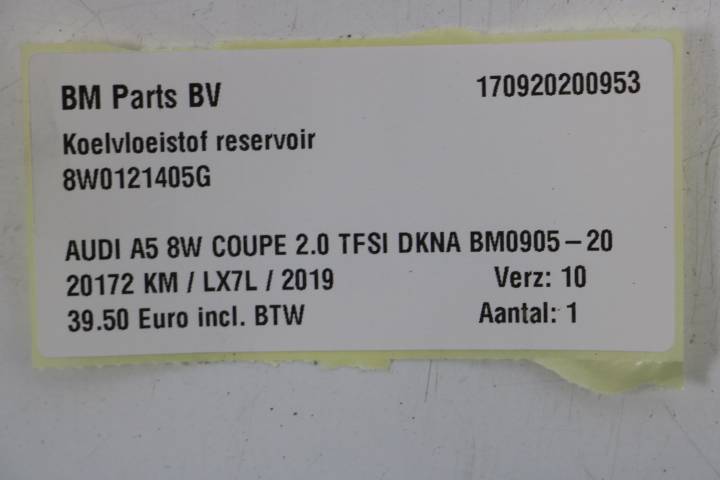 BM Parts BV 170920200953
Koelvloeistof reservoir
8W0121405G
AUDI A5 8W COUPE 2.0 TFSI DKNA BM0905-20
20172 KM / LX7L / 2019 Verz: 10
39.50 Euro incl. BTW Aantal: 1